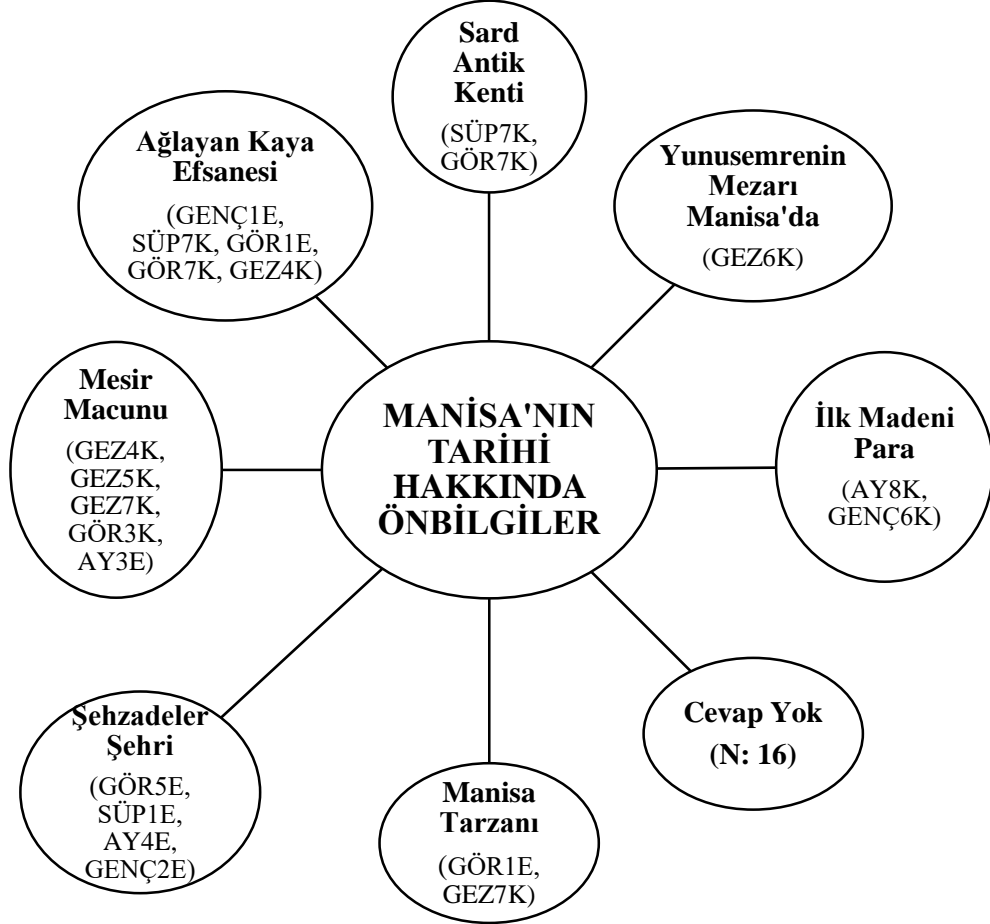 Sard
Antik
Kenti
(SÜP7K,
GÖR7K)
Ağlayan Kaya
Efsanesi
(GENÇ1E,
SÜP7K, GÖR1E,
GÖR7K, GEZ4K)
Yunusemrenin
Mezarı
Manisa'da
(GEZ6K)
Mesir
Macunu
(GEZ4K,
GEZ5K,
GEZ7K,
GÖR3K,
AY3E)
MANİSA'NIN
TARİHİ
HAKKINDA
ÖNBİLGİLER
İlk Madeni
Para
(AY8K,
GENÇ6K)
Şehzadeler
Şehri
(GÖR5E,
SÜP1E,
AY4E,
GENÇ2E)
Manisa
Tarzanı
(GÖR1E,
GEZ7K)
Cevap Yok
(N: 16)